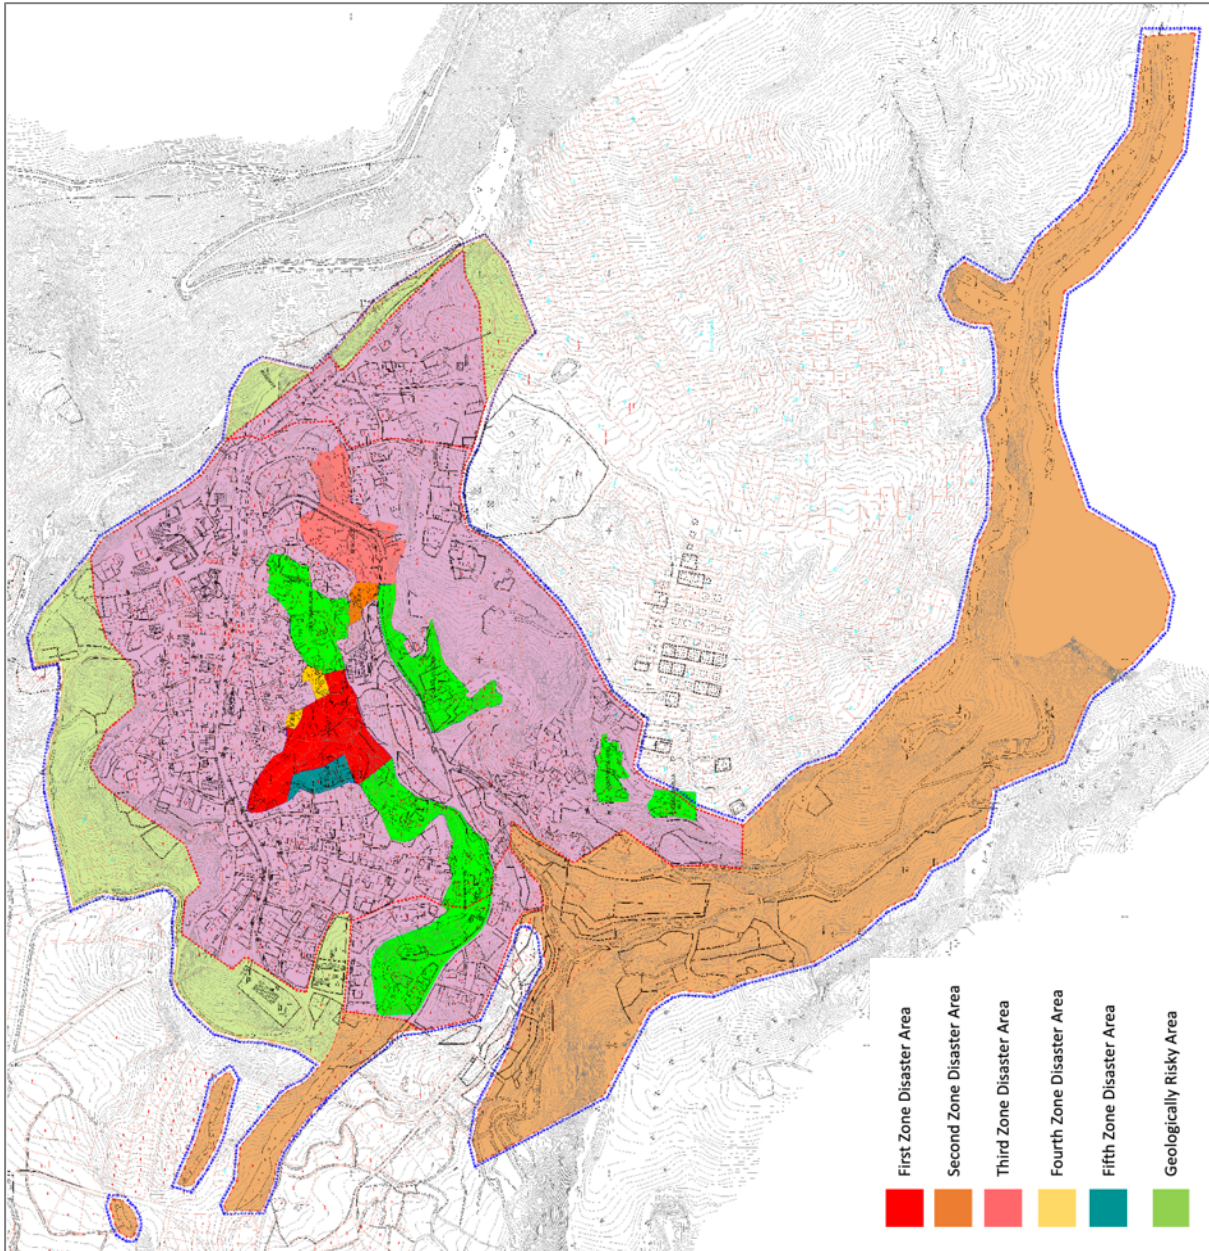 First Zone Disaster Area
Second Zone Disaster Area
Third Zone Disaster Area
Fourth Zone Disaster Area
Fifth Zone Disaster Area
Geologically Risky Area